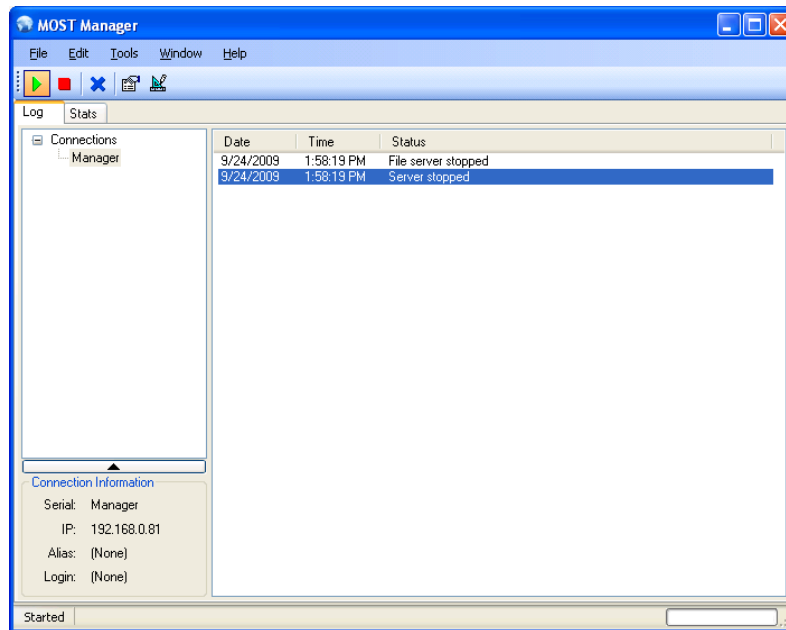 MOST Manager
File Edit Tools Window Help
Log Stats
Connections
Manager
Date Time Status
9/24/2009 1:58:19 PM File server stopped
9/24/2009 1:58:19 PM Server stopped
Connection Information
Serial: Manager
IP: 192.168.0.81
Alias: (None)
Login: (None)
Started